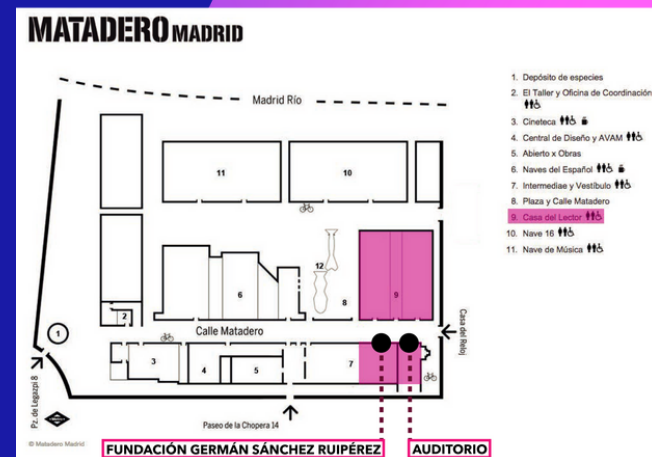 MATADERO MADRID
Madrid Río
1. Depósito de especies
2. El Taller y Oficina de Coordinación
3. Cineteca
4. Central de Diseño y AVAM
5. Abierto x Obras
6. Naves del Español
7. Intermediae y Vestíbulo
8. Plaza y Calle Matadero
9. Casa del Lector
10. Nave 16
11. Nave de Música
11
10
12
6
8
9
2
1
Calle Matadero
Casa del Reloj
3
4
5
7
Pz. de Legazpi 8
Paseo de la Chopera 14
© Matadero Madrid
FUNDACIÓN GERMÁN SÁNCHEZ RUIPÉREZ
AUDITORIO